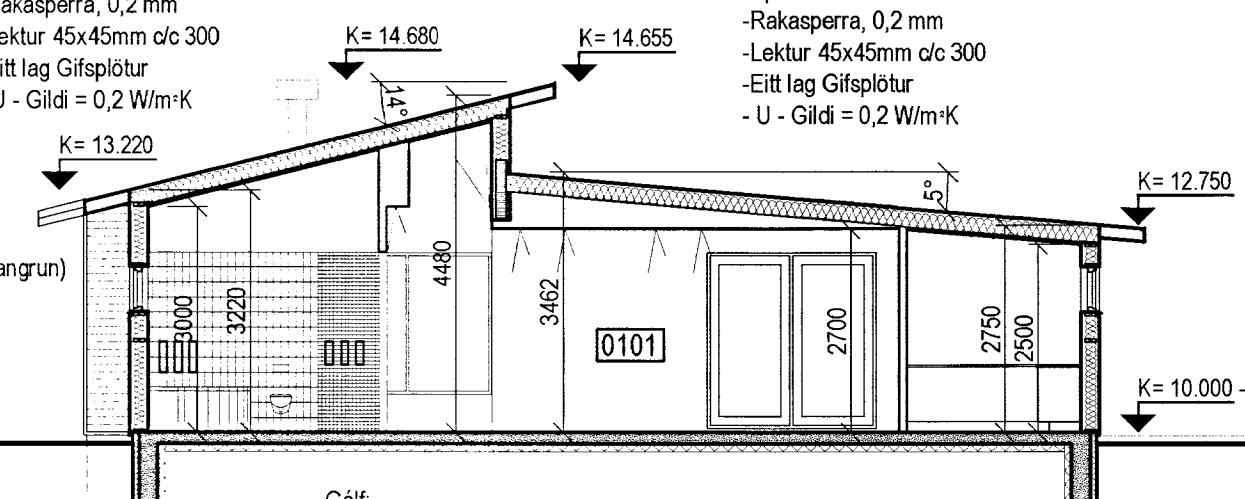 akasperra, 0,2 mm
ektur 45x45mm c/c 300
itt lag Gifsplötur
U - Gildi = 0,2 W/m²K
-Rakasperra, 0,2 mm
-Lektur 45x45mm c/c 300
-Eitt lag Gifsplötur
- U - Gildi = 0,2 W/m²K
K= 14.680
K= 14.655
14°
K= 13.220
5°
K= 12.750
angrun)
3000
3220
4480
3462
0101
2700
2750
2500
K= 10.000 -
Gólf: